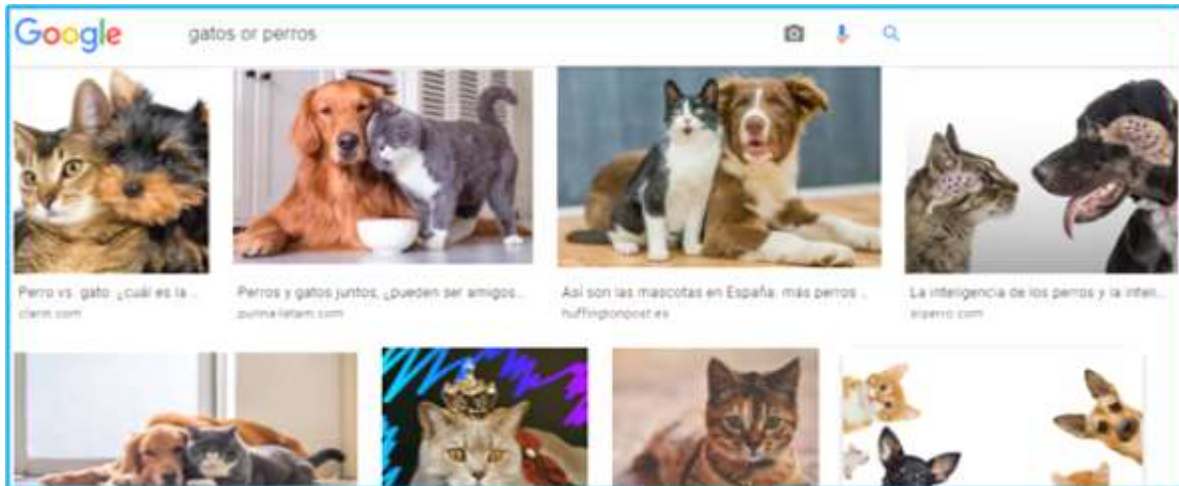 Google
gatos or perros
Perro vs. gato: ¿cuál es la ...
clarin.com
Perros y gatos juntos, ¿pueden ser amigos...
purina-latam.com
Así son las mascotas en España: más perros ...
huffingtonpost.es
La inteligencia de los perros y la inteli...
srperro.com